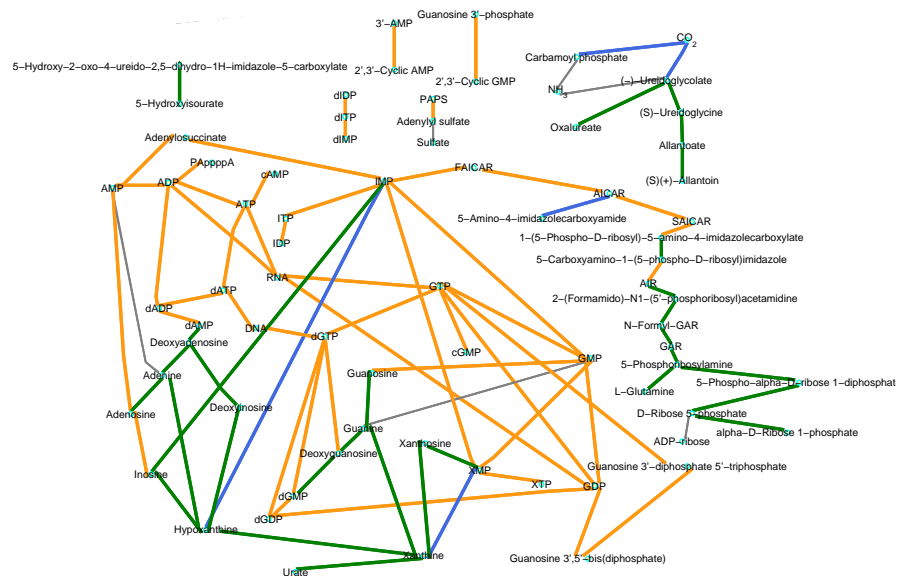 Guanosine 3'−phosphate
3'−AMP
CO2
Carbamoyl phosphate
5−Hydroxy−2−oxo−4−ureido−2,5−dihydro−1H−imidazole−5−carboxylate
2',3'−Cyclic AMP
2',3'−Cyclic GMP
(−)−Ureidoglycolate
NH3
dIDP
PAPS
5−Hydroxyisourate
(S)−Ureidoglycine
dITP
Adenylyl sulfate
Oxalureate
Adenylosuccinate
dIMP
Sulfate
Allantoate
PAppppA
FAICAR
cAMP
(S)(+)−Allantoin
AMP
ADP
IMP
AICAR
ATP
ITP
5−Amino−4−imidazolecarboxyamide
SAICAR
IDP
1−(5−Phospho−D−ribosyl)−5−amino−4−imidazolecarboxylate
5−Carboxyamino−1−(5−phospho−D−ribosyl)imidazole
RNA
GTP
AIR
dATP
2−(Formamido)−N1−(5'−phosphoribosyl)acetamidine
dADP
dAMP
DNA
N−Formyl−GAR
dGTP
Deoxyadenosine
GAR
cGMP
GMP
5−Phosphoribosylamine
Adenine
Guanosine
5−Phospho−alpha−D−ribose 1−diphosphat
L−Glutamine
Deoxyinosine
Adenosine
D−Ribose 5−phosphate
Guanine
alpha−D−Ribose 1−phosphate
Xanthosine
ADP−ribose
Deoxyguanosine
Inosine
XMP
Guanosine 3'−diphosphate 5'−triphosphate
XTP
GDP
dGMP
dGDP
Hypoxanthine
Xanthine
Guanosine 3',5'−bis(diphosphate)
Urate